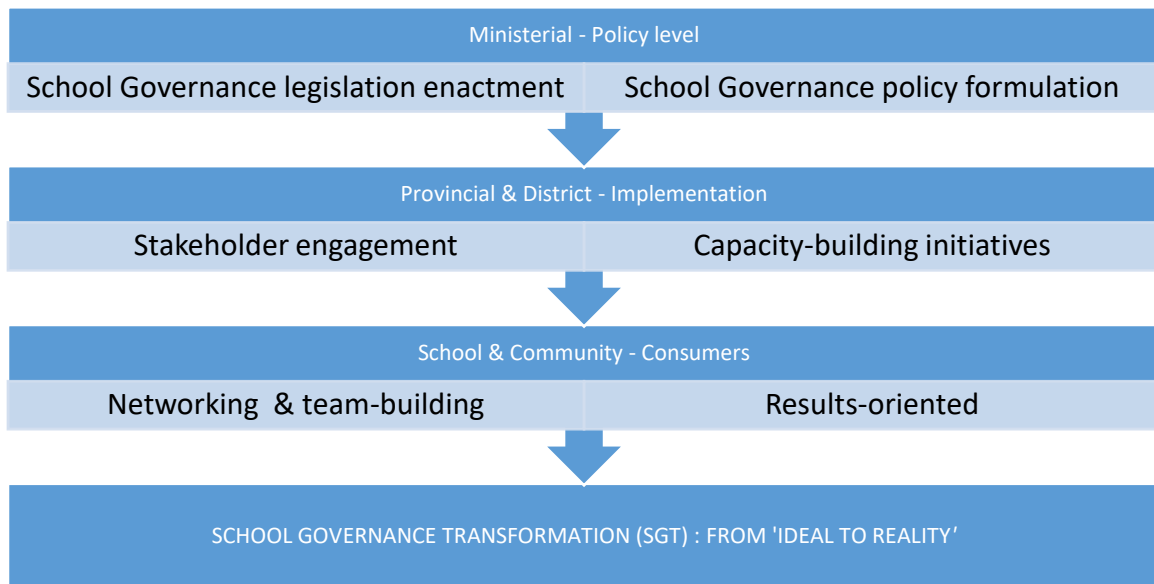 Ministerial - Policy level
School Governance legislation enactment
School Governance policy formulation
Provincial & District - Implementation
Stakeholder engagement
Capacity-building initiatives
School & Community - Consumers
Networking  & team-building
Results-oriented
SCHOOL GOVERNANCE TRANSFORMATION (SGT) : FROM 'IDEAL TO REALITY'